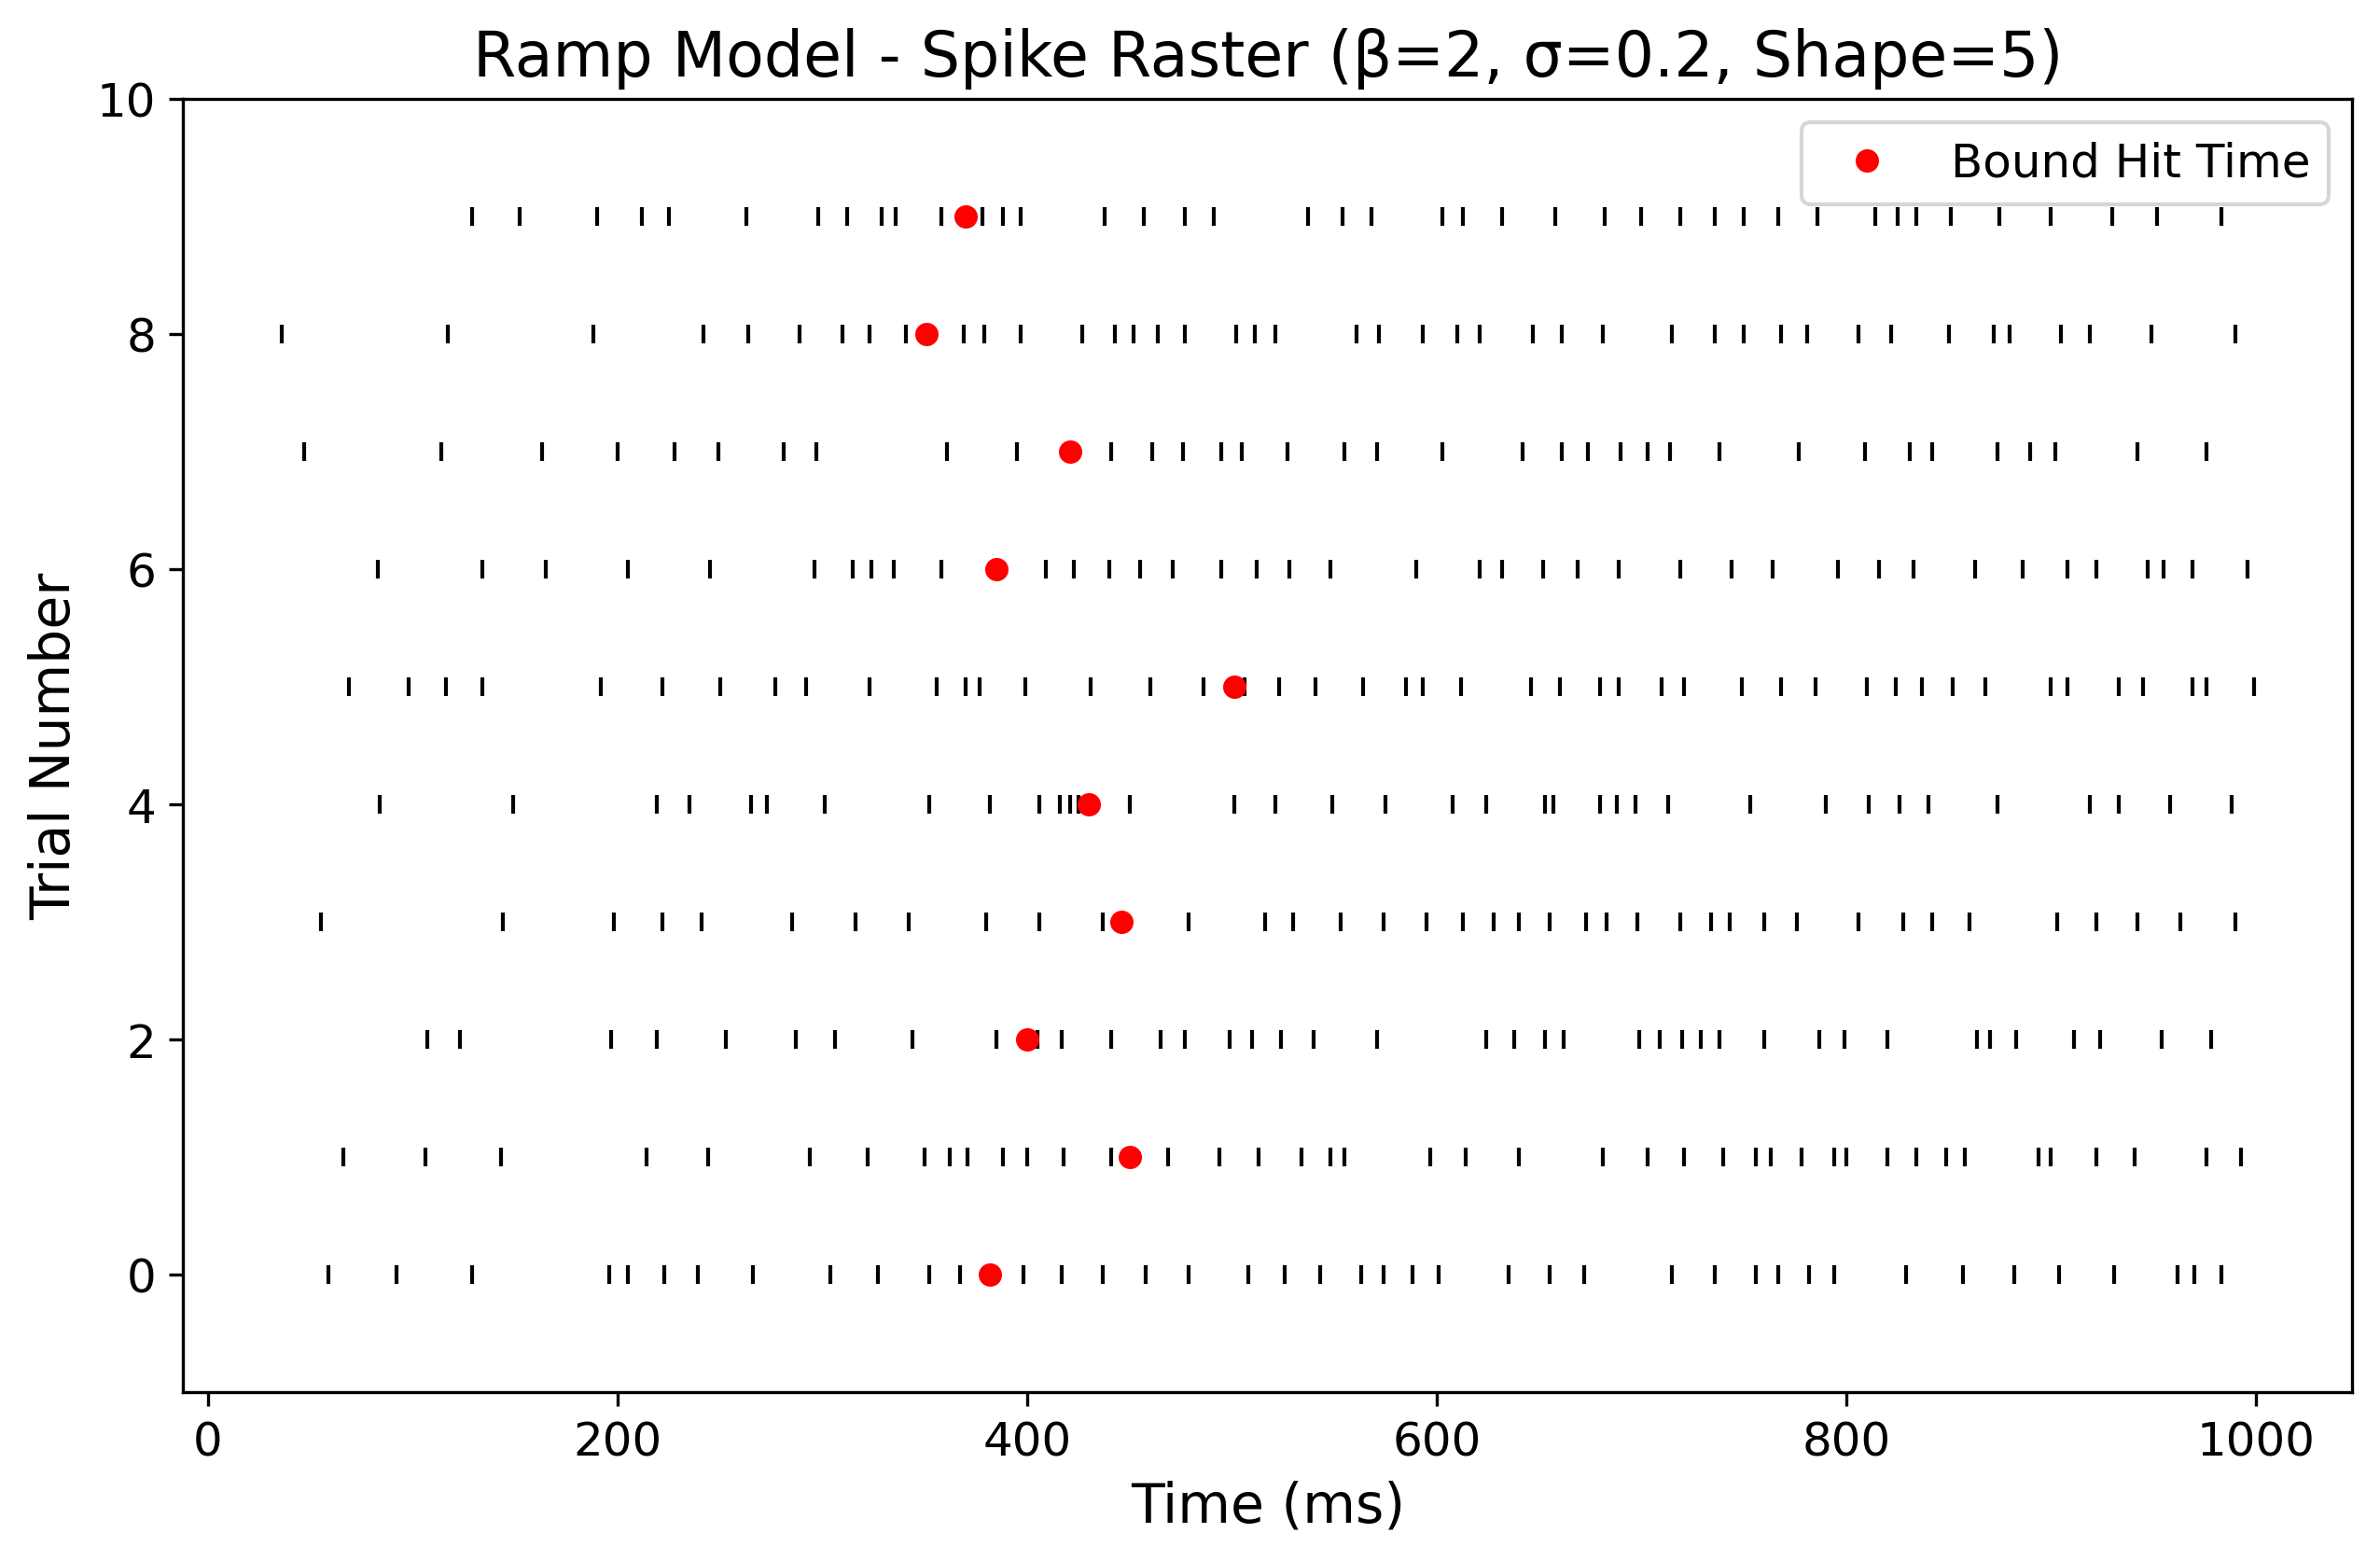 Ramp Model - Spike Raster (β=2, σ=0.2, Shape=5)
Bound Hit Time
Trial Number
10
8
6
4
2
0
0 200 400 600 800 1000
Time (ms)